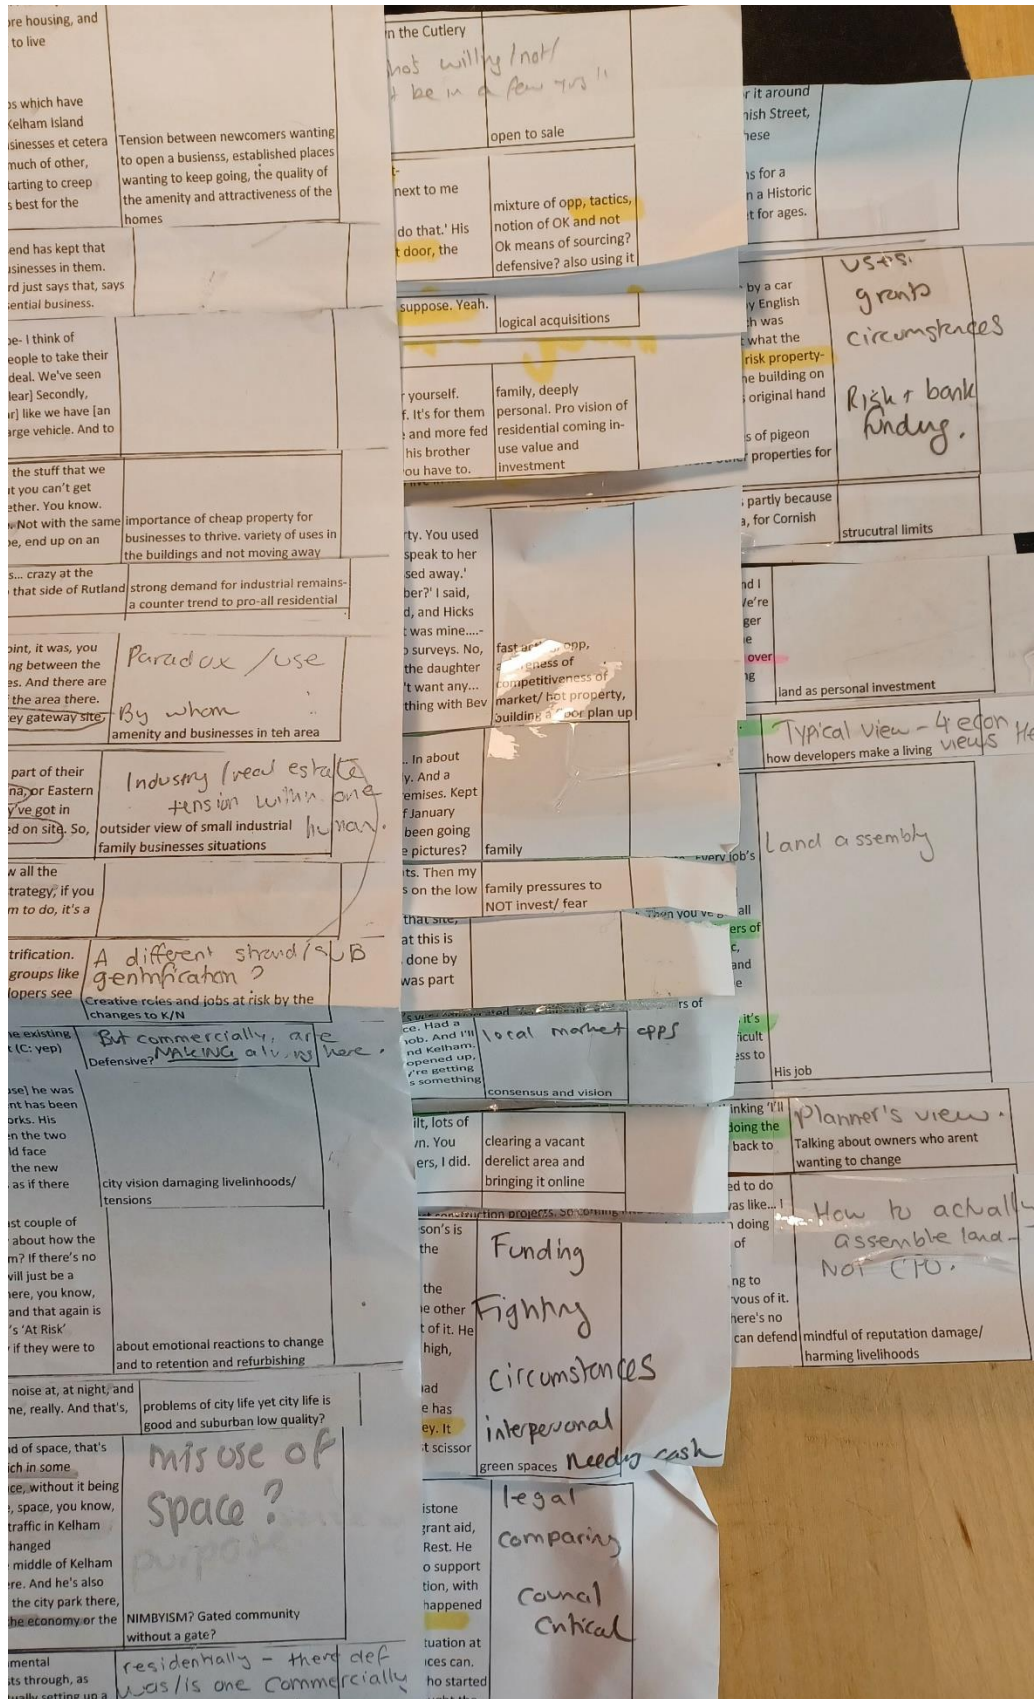 re housing, and
to live
s which have
Kelham Island
sinesses et cetera
much of other,
tarting to creep
s best for the
Tension between newcomers wanting
to open a busienss, established places
wanting to keep going, the quality of
the amenity and attractiveness of the
homes
end has kept that
usinesses in them.
rd just says that, says
sential business.
be- I think of
eople to take their
deal. We've seen
lear] Secondly,
r] like we have [an
arge vehicle. And to
the stuff that we
t you can't get
ether. You know.
Not with the same
e, end up on an
importance of cheap property for
businesses to thrive. variety of uses in
the buildings and not moving away
s... crazy at the
that side of Rutland
strong demand for industrial remains-
a counter trend to pro-all residential
oint, it was, you
ng between the
es. And there are
the area there.
ey gateway site,
Paradox / use
By whom
amenity and businesses in teh area
part of their
na, or Eastern
y've got in
ed on site. So,
Industry / real estate
tension within one
human.
outsider view of small industrial
family businesses situations
w all the
trategy, if you
m to do, it's a
trification.
groups like
lopers see
A different strand/SUB
gentrification ?
Creative roles and jobs at risk by the
changes to K/N
e existing
(C: yep)
But commercially, are
MAKING a living here.
Defensive?
use] he was
nt has been
orks. His
n the two
ld face
the new
as if there
city vision damaging livelinhoods/
tensions
st couple of
about how the
m? If there's no
will just be a
ere, you know,
and that again is
's 'At Risk'
if they were to
about emotional reactions to change
and to retention and refurbishing
noise at, at night, and
me, really. And that's,
problems of city life yet city life is
good and suburban low quality?
d of space, that's
ich in some
ce, without it being
, space, you know,
traffic in Kelham
hanged
middle of Kelham
re. And he's also
the city park there,
he economy or the
misuse of
space?
purpose
NIMBYISM? Gated community
without a gate?
mental
sts through, as
ually setting up a
residentially - there def
was/is one commercially
n the Cutlery
not willing/not/
be in a few yrs"
open to sale
next to me
do that.' His
t door, the
mixture of opp, tactics,
notion of OK and not
Ok means of sourcing?
defensive? also using it
suppose. Yeah.
logical acquisitions
yourself.
f. It's for them
and more fed
his brother
ou have to.
family, deeply
personal. Pro vision of
residential coming in-
use value and
investment
rty. You used
speak to her
sed away.'
ber?' I said,
d, and Hicks
was mine....-
surveys. No,
the daughter
't want any...
thing with Bev
fast opp,
competitiveness of
market/ hot property,
building a floor plan up
. In about
y. And a
emises. Kept
f January
been going
pictures?
family
ts. Then my
s on the low
family pressures to
NOT invest/ fear
that site,
at this is
done by
was part
rs of
ce. Had a
ob. And I'll
nd Kelham.
opened up,
're getting
s something
local market opps
consensus and vision
ilt, lots of
n. You
ers, I did.
clearing a vacant
derelict area and
bringing it online
construction projects. So coming
son's is
the
the
e other
t of it. He
high,
ad
e has
ey. It
t scissor
Funding
Fighting
circumstances
interpersonal
needs cash
green spaces
istone
grant aid,
Rest. He
o support
tion, with
happened
tuation at
ces can.
ho started
legal
comparing
Council
Critical
r it around
nish Street,
hese
ns for a
n a Historic
t for ages.
by a car
y English
h was
what the
risk property-
he building on
original hand
s of pigeon
properties for
grants
circumstances
Risk + bank
funding.
partly because
a, for Cornish
strucutral limits
nd I
We're
ger
e
over
ng
land as personal investment
Typical view - 4 econ
views
how developers make a living
every job's
Then you've
all
ers of
c,
and
e
it's
icult
ess to
Land assembly
His job
inking 'I'll
doing the
back to
Planner's view.
Talking about owners who arent
wanting to change
ed to do
as like... I
doing
of
ng to
vous of it.
here's no
can defend
How to actually
assemble land -
NOT CPO.
mindful of reputation damage/
harming livelihoods